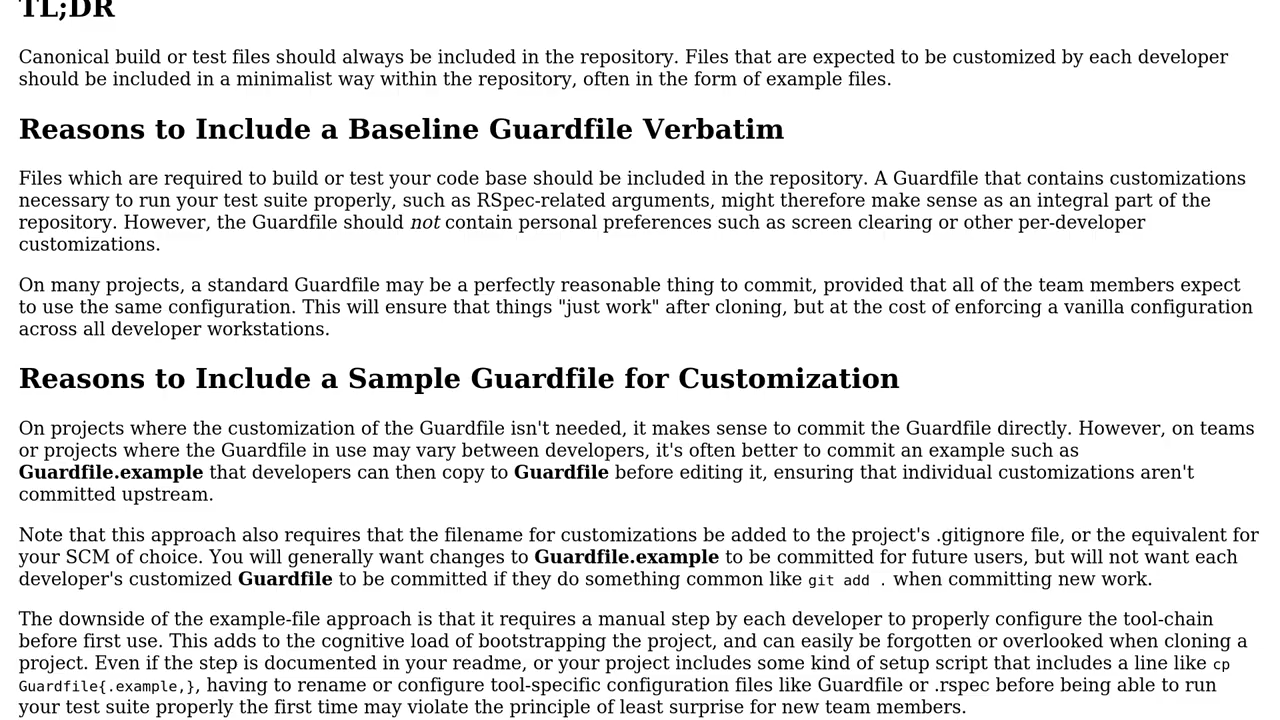 TL;DR
Canonical build or test files should always be included in the repository. Files that are expected to be customized by each developer
should be included in a minimalist way within the repository, often in the form of example files.
Reasons to Include a Baseline Guardfile Verbatim
Files which are required to build or test your code base should be included in the repository. A Guardfile that contains customizations
necessary to run your test suite properly, such as RSpec-related arguments, might therefore make sense as an integral part of the
repository. However, the Guardfile should not contain personal preferences such as screen clearing or other per-developer
customizations.
On many projects, a standard Guardfile may be a perfectly reasonable thing to commit, provided that all of the team members expect
to use the same configuration. This will ensure that things "just work" after cloning, but at the cost of enforcing a vanilla configuration
across all developer workstations.
Reasons to Include a Sample Guardfile for Customization
On projects where the customization of the Guardfile isn't needed, it makes sense to commit the Guardfile directly. However, on teams
or projects where the Guardfile in use may vary between developers, it's often better to commit an example such as
Guardfile.example that developers can then copy to Guardfile before editing it, ensuring that individual customizations aren't
committed upstream.
Note that this approach also requires that the filename for customizations be added to the project's .gitignore file, or the equivalent for
your SCM of choice. You will generally want changes to Guardfile.example to be committed for future users, but will not want each
developer's customized Guardfile to be committed if they do something common like git add . when committing new work.
The downside of the example-file approach is that it requires a manual step by each developer to properly configure the tool-chain
before first use. This adds to the cognitive load of bootstrapping the project, and can easily be forgotten or overlooked when cloning a
project. Even if the step is documented in your readme, or your project includes some kind of setup script that includes a line like cp
Guardfile{.example,}, having to rename or configure tool-specific configuration files like Guardfile or .rspec before being able to run
your test suite properly the first time may violate the principle of least surprise for new team members.